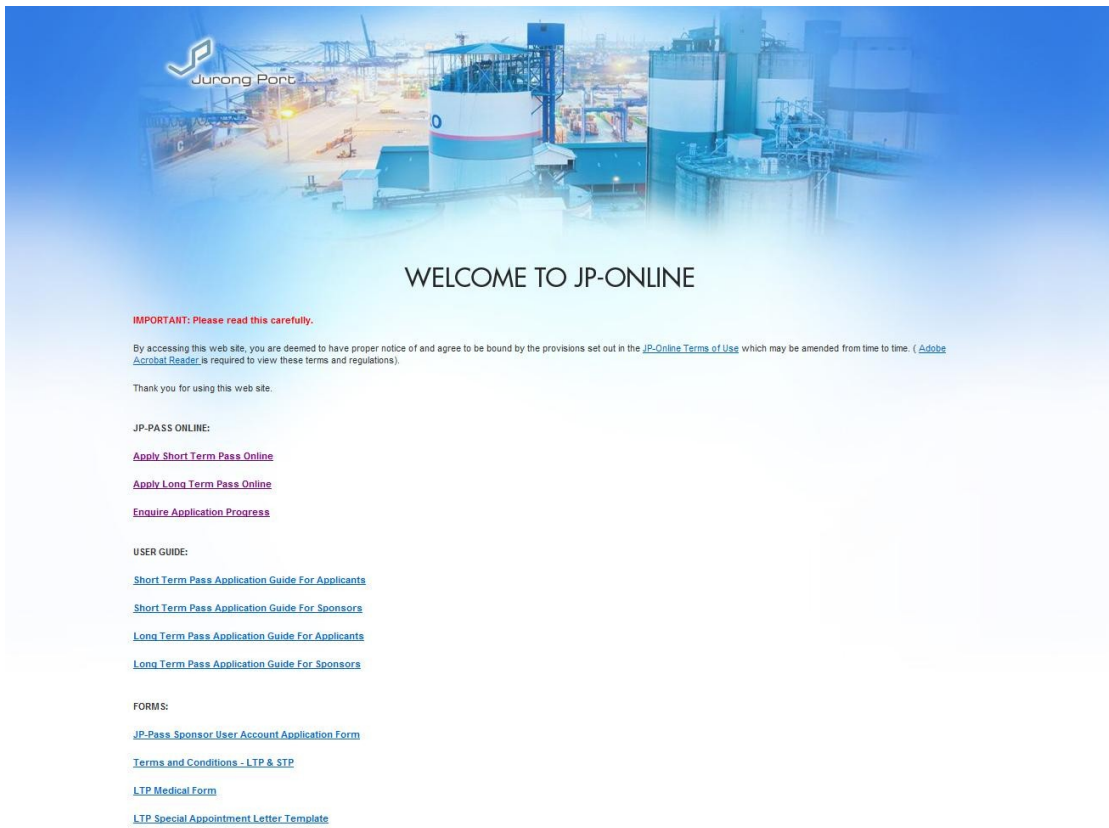 Jurong Port
WELCOME TO JP-ONLINE
IMPORTANT: Please read this carefully.
By accessing this web site, you are deemed to have proper notice of and agree to be bound by the provisions set out in the JP-Online Terms of Use which may be amended from time to time. ( Adobe
Acrobat Reader is required to view these terms and regulations).
Thank you for using this web site.
JP-PASS ONLINE:
Apply Short Term Pass Online
Apply Long Term Pass Online
Enquire Application Progress
USER GUIDE:
Short Term Pass Application Guide For Applicants
Short Term Pass Application Guide For Sponsors
Long Term Pass Application Guide For Applicants
Long Term Pass Application Guide For Sponsors
FORMS:
JP-Pass Sponsor User Account Application Form
Terms and Conditions - LTP & STP
LTP Medical Form
LTP Special Appointment Letter Template